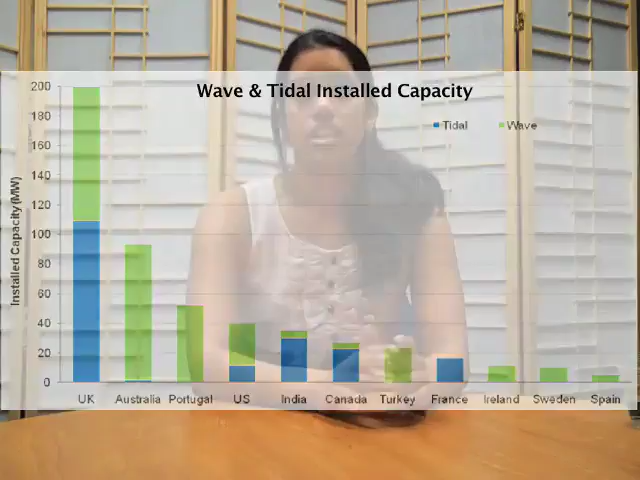 Wave & Tidal Installed Capacity
Tidal
Wave
Installed Capacity (MW)
200
180
160
140
120
100
80
60
40
20
0
UK
Australia
Portugal
US
India
Canada
Turkey
France
Ireland
Sweden
Spain